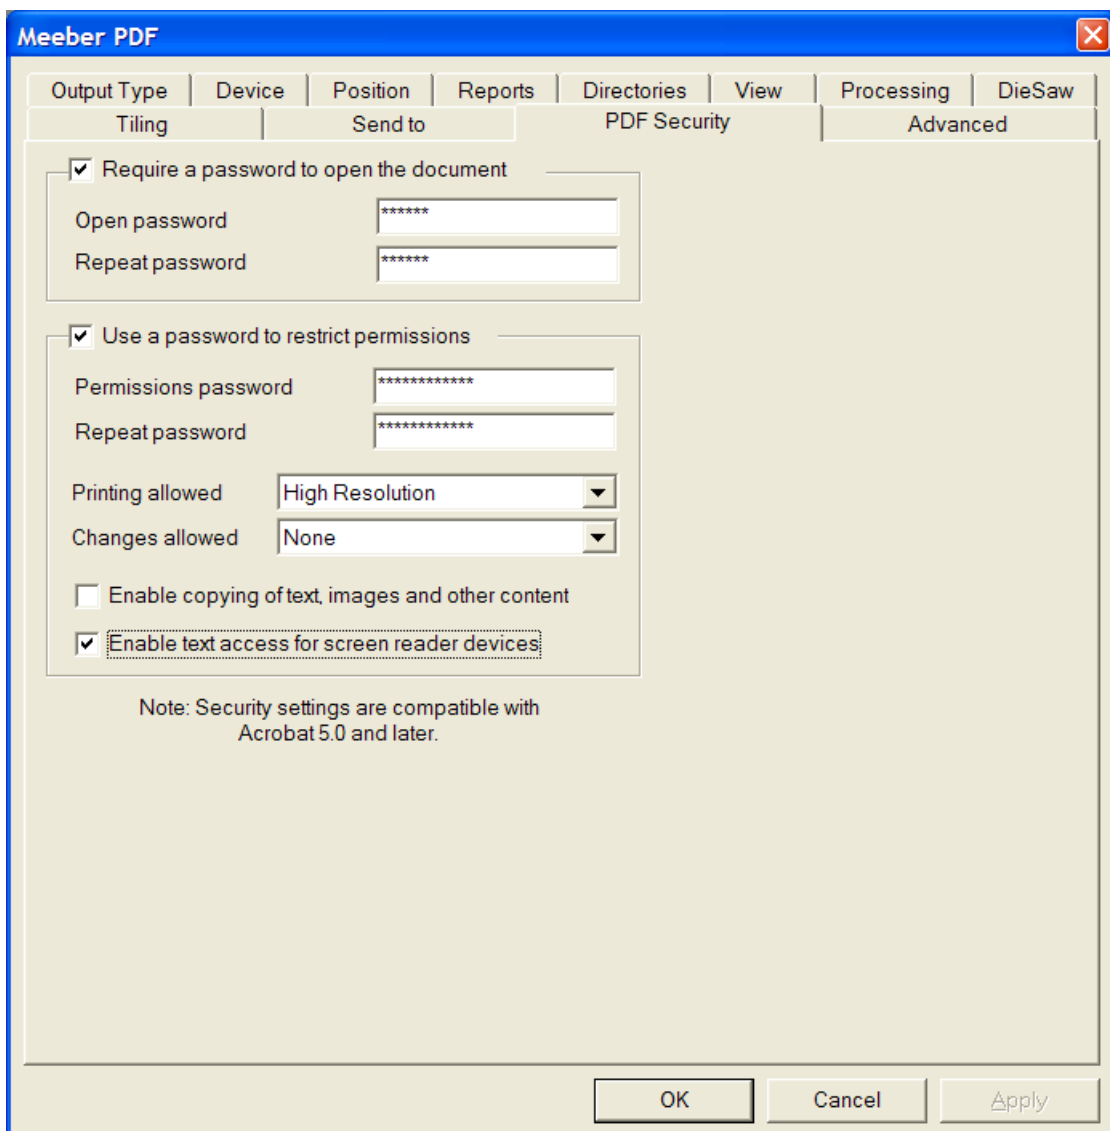 Meeber PDF
Output Type Device Position Reports Directories View Processing DieSaw
Tiling Send to PDF Security Advanced
Require a password to open the document
Open password ******
Repeat password ******
Use a password to restrict permissions
Permissions password ************
Repeat password ************
Printing allowed High Resolution
Changes allowed None
Enable copying of text, images and other content
Enable text access for screen reader devices
Note: Security settings are compatible with
Acrobat 5.0 and later.
OK Cancel Apply